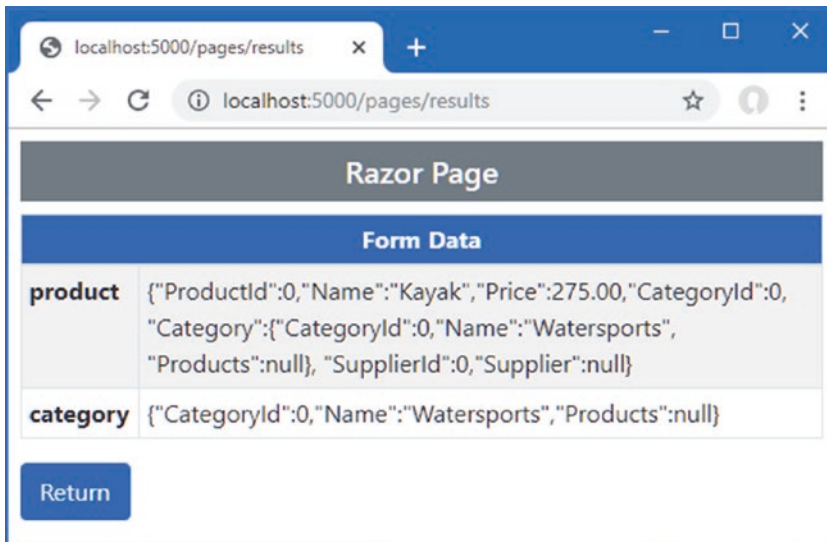 localhost:5000/pages/results
localhost:5000/pages/results
Razor Page
Form Data
product {"ProductId":0,"Name":"Kayak","Price":275.00,"CategoryId":0,
"Category":{"CategoryId":0,"Name":"Watersports",
"Products":null}, "SupplierId":0,"Supplier":null}
category {"CategoryId":0,"Name":"Watersports","Products":null}
Return